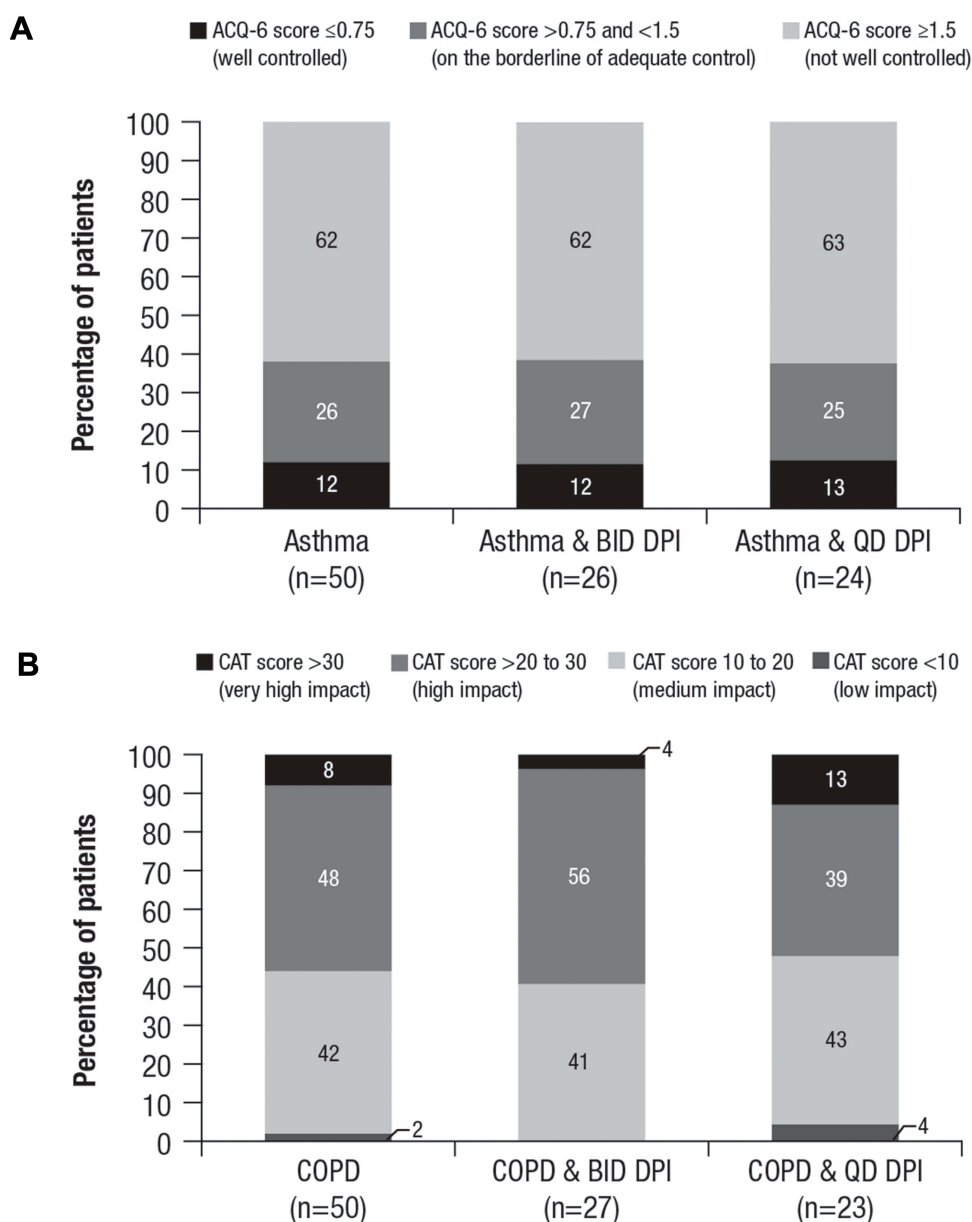 A
ACQ-6 score ≤0.75
(well controlled)
ACQ-6 score >0.75 and <1.5
(on the borderline of adequate control)
ACQ-6 score ≥1.5
(not well controlled)
Percentage of patients
100
90
80
70
60
50
40
30
20
10
0
62
26
12
62
27
12
63
25
13
Asthma
(n=50)
Asthma & BID DPI
(n=26)
Asthma & QD DPI
(n=24)
B
CAT score >30
(very high impact)
CAT score >20 to 30
(high impact)
CAT score 10 to 20
(medium impact)
CAT score <10
(low impact)
Percentage of patients
100
90
80
70
60
50
40
30
20
10
0
8
48
42
2
4
56
41
13
39
43
4
COPD
(n=50)
COPD & BID DPI
(n=27)
COPD & QD DPI
(n=23)